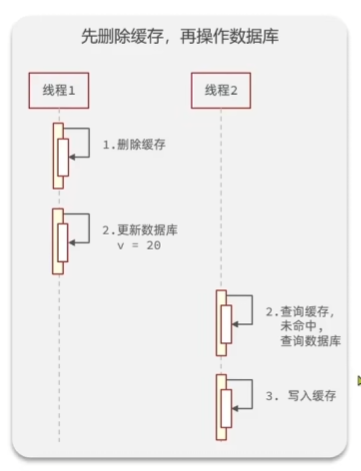 先删除缓存，再操作数据库
线程1
线程2
1.删除缓存
2.更新数据库
v = 20
2.查询缓存，
未命中，
查询数据库
3. 写入缓存